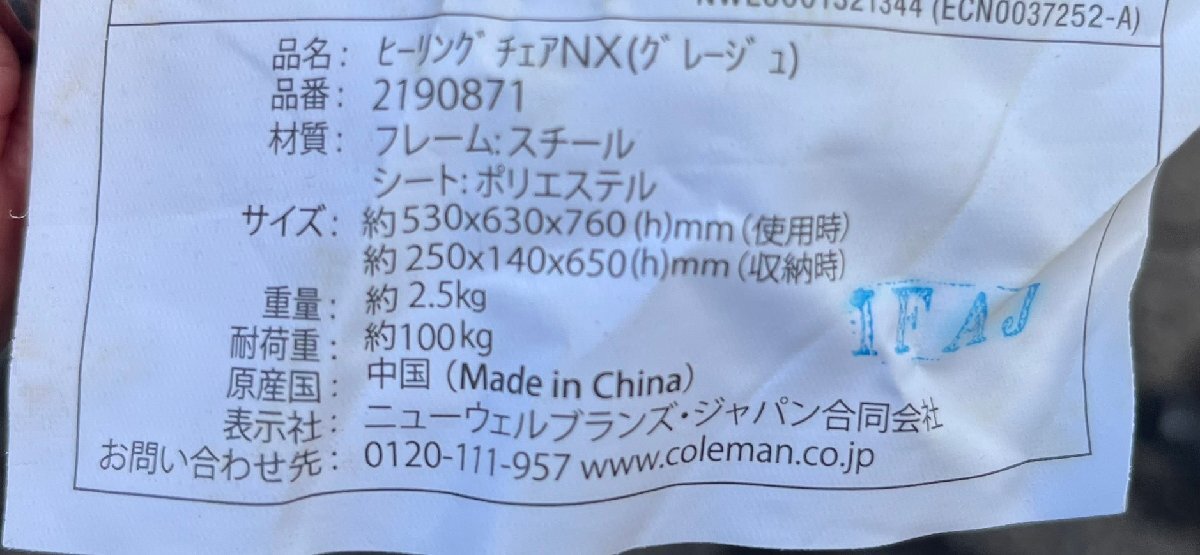 (ECN0037252-A)
品名: ﾋｰﾘﾝｸﾞﾁｪｱNX(ｸﾞﾚｰｼﾞｭ)
品番: 2190871
材質: フレーム:スチール
シート:ポリエステル
サイズ: 約530x630x760(h)mm(使用時)
約250x140x650(h)mm(収納時)
重量: 約2.5kg
耐荷重: 約100kg
原産国: 中国(Made in China)
表示社: ニューウェルブランズ・ジャパン合同会社
お問い合わせ先: 0120-111-957 www.coleman.co.jp
1FAJ